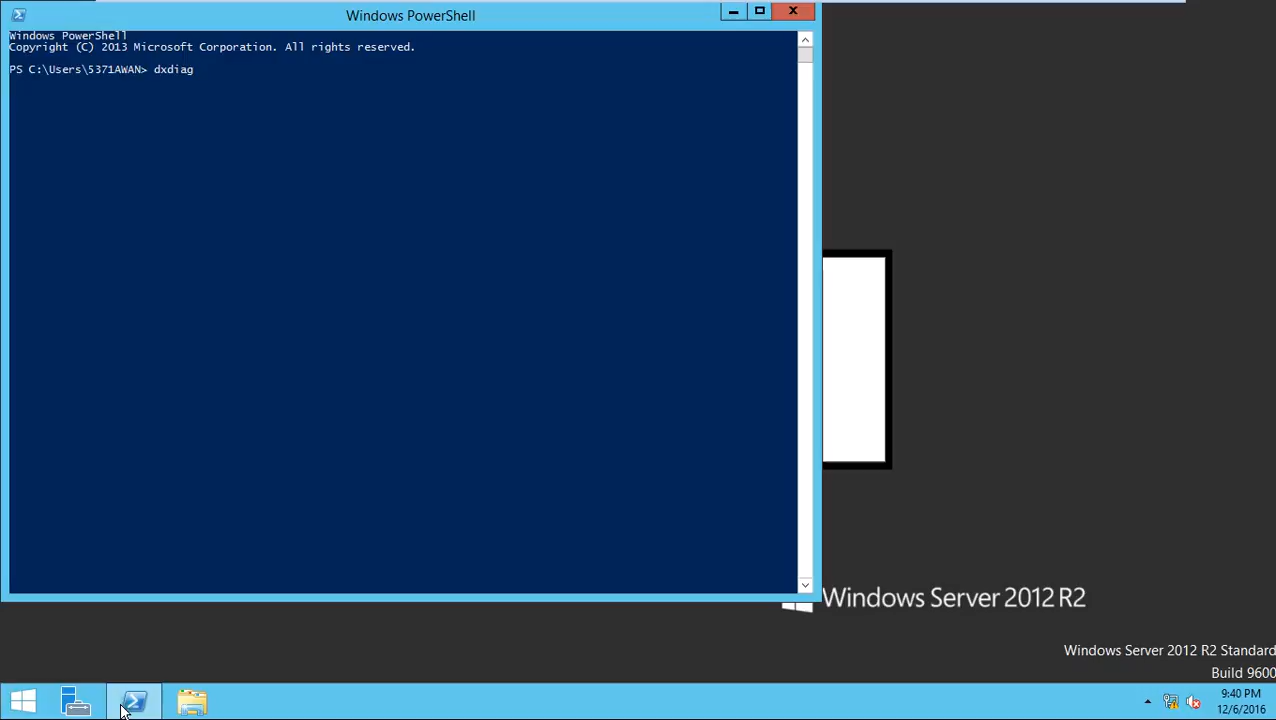 Windows PowerShell
Windows PowerShell
Copyright (C) 2013 Microsoft Corporation. All rights reserved.
PS C:\Users\5371AWAN> dxdiag
Windows Server 2012 R2
Windows Server 2012 R2 Standard
Build 9600
9:40 PM
12/6/2016